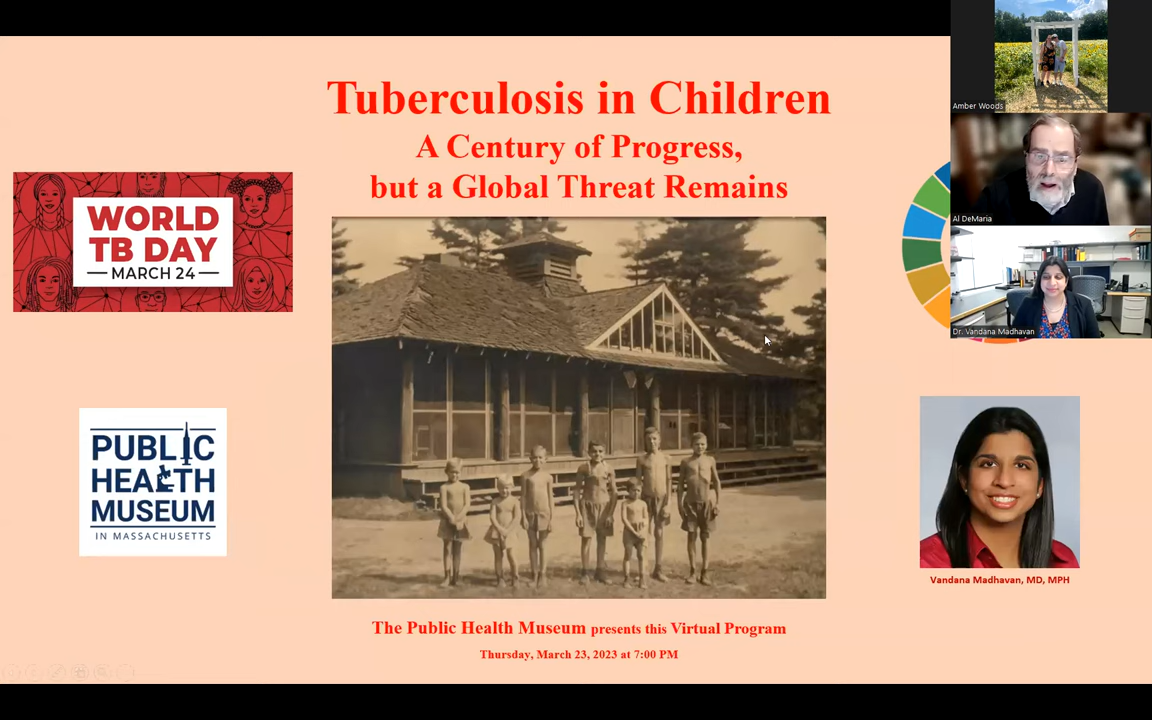 Tuberculosis in Children
A Century of Progress,
but a Global Threat Remains
WORLD
TB DAY
MARCH 24
PUBLIC
HEALTH
MUSEUM
IN MASSACHUSETTS
Amber Woods
Al DeMaria
Dr. Vandana Madhavan
Vandana Madhavan, MD, MPH
The Public Health Museum presents this Virtual Program
Thursday, March 23, 2023 at 7:00 PM